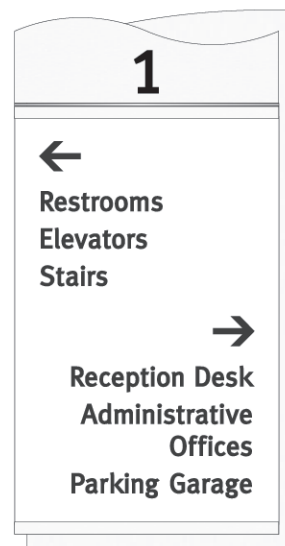 1
←
Restrooms
Elevators
Stairs
→
Reception Desk
Administrative
Offices
Parking Garage